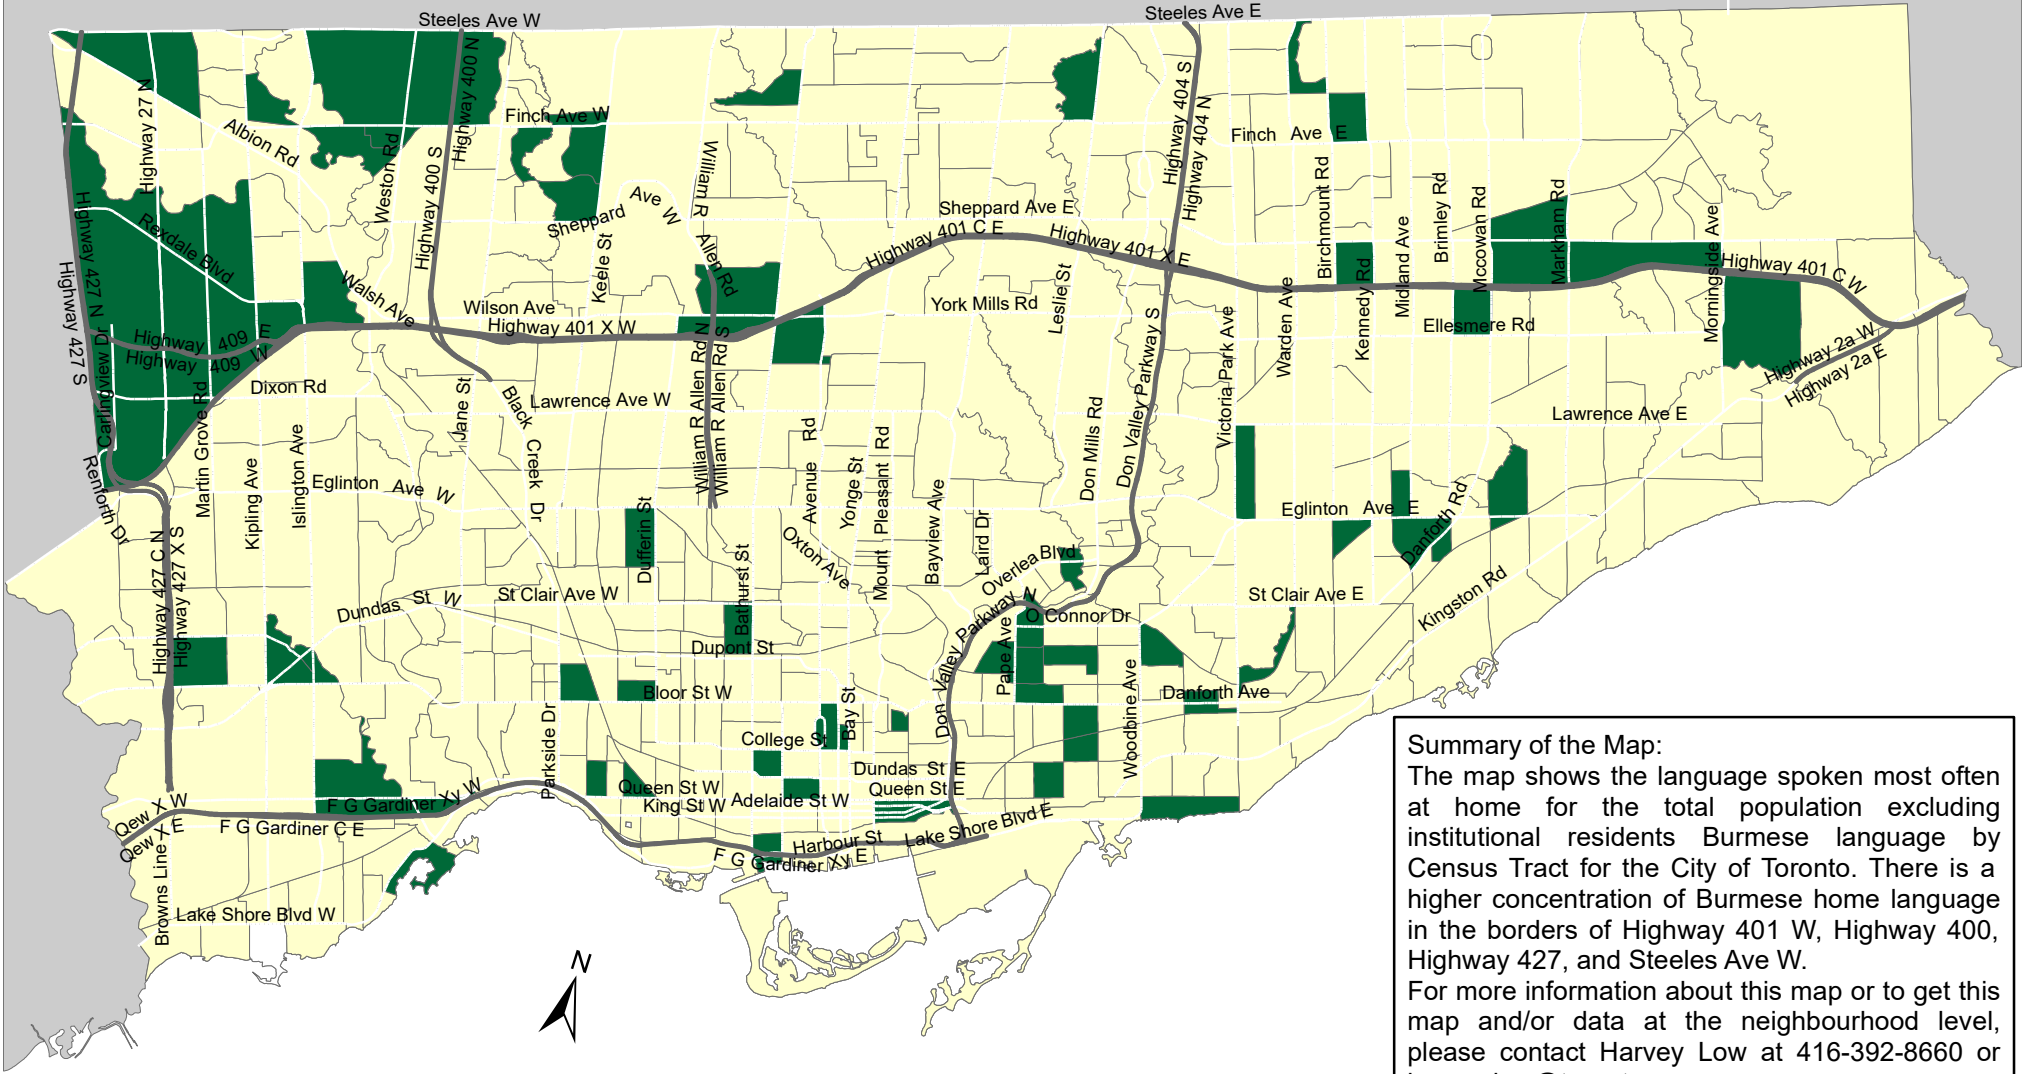 Steeles Ave W
Steeles Ave E
Highway 27 N
Highway 400 N
Finch Ave W
Albion Rd
Weston Rd
Highway 400 S
William R
Allen Rd
Highway 404 S
Highway 404 N
Finch Ave E
Birchmount Rd
Brimley Rd
Mccowan Rd
Markham Rd
Midland Ave
Morningside Ave
Highway 427 N
Rexdale Blvd
Sheppard Ave W
Sheppard Ave E
Highway 401 C E
Highway 401 X E
Keele St
Highway 427 S
Walsh Ave
Wilson Ave
Highway 401 X W
York Mills Rd
Leslie St
Highway 401 C W
Kennedy Rd
Warden Ave
Ellesmere Rd
Victoria Park Ave
Highway 2a W
Highway 2a E
Highway 409 E
Highway 409 W
Carlingview Dr
Dixon Rd
Martin Grove Rd
Jane St
Black Creek Dr
Lawrence Ave W
William R Allen Rd N
William R Allen Rd S
Don Valley Parkway S
Don Mills Rd
Lawrence Ave E
Renforth Dr
Kipling Ave
Islington Ave
Eglinton Ave W
Dufferin St
Avenue Rd
Yonge St
Mount Pleasant Rd
Bayview Ave
Laird Dr
Eglinton Ave E
Danforth Rd
Highway 427 C N
Highway 427 X S
Oxton Ave
Overlea Blvd
Bathurst St
Dundas St W
St Clair Ave W
St Clair Ave E
Kingston Rd
Don Valley Parkway N
O Connor Dr
Pape Ave
Dupont St
Bloor St W
Woodbine Ave
Danforth Ave
Parkside Dr
Bay St
College St
Dundas St E
Queen St W
Queen St E
King St W
Adelaide St W
Qew X W
Qew X E
F G Gardiner Xy W
F G Gardiner C E
Harbour St
Lake Shore Blvd E
F G Gardiner Xy E
Browns Line
Lake Shore Blvd W
N
Summary of the Map:
The map shows the language spoken most often
at home for the total population excluding
institutional residents Burmese language by
Census Tract for the City of Toronto. There is a
higher concentration of Burmese home language
in the borders of Highway 401 W, Highway 400,
Highway 427, and Steeles Ave W.
For more information about this map or to get this
map and/or data at the neighbourhood level,
please contact Harvey Low at 416-392-8660 or